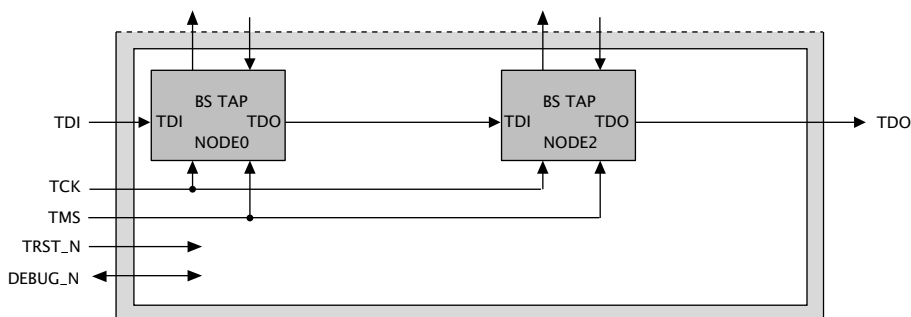 BS TAP
BS TAP
TDI
TDI
TDO
TDI
TDO
TDO
NODE0
NODE2
TCK
TMS
TRST_N
DEBUG_N